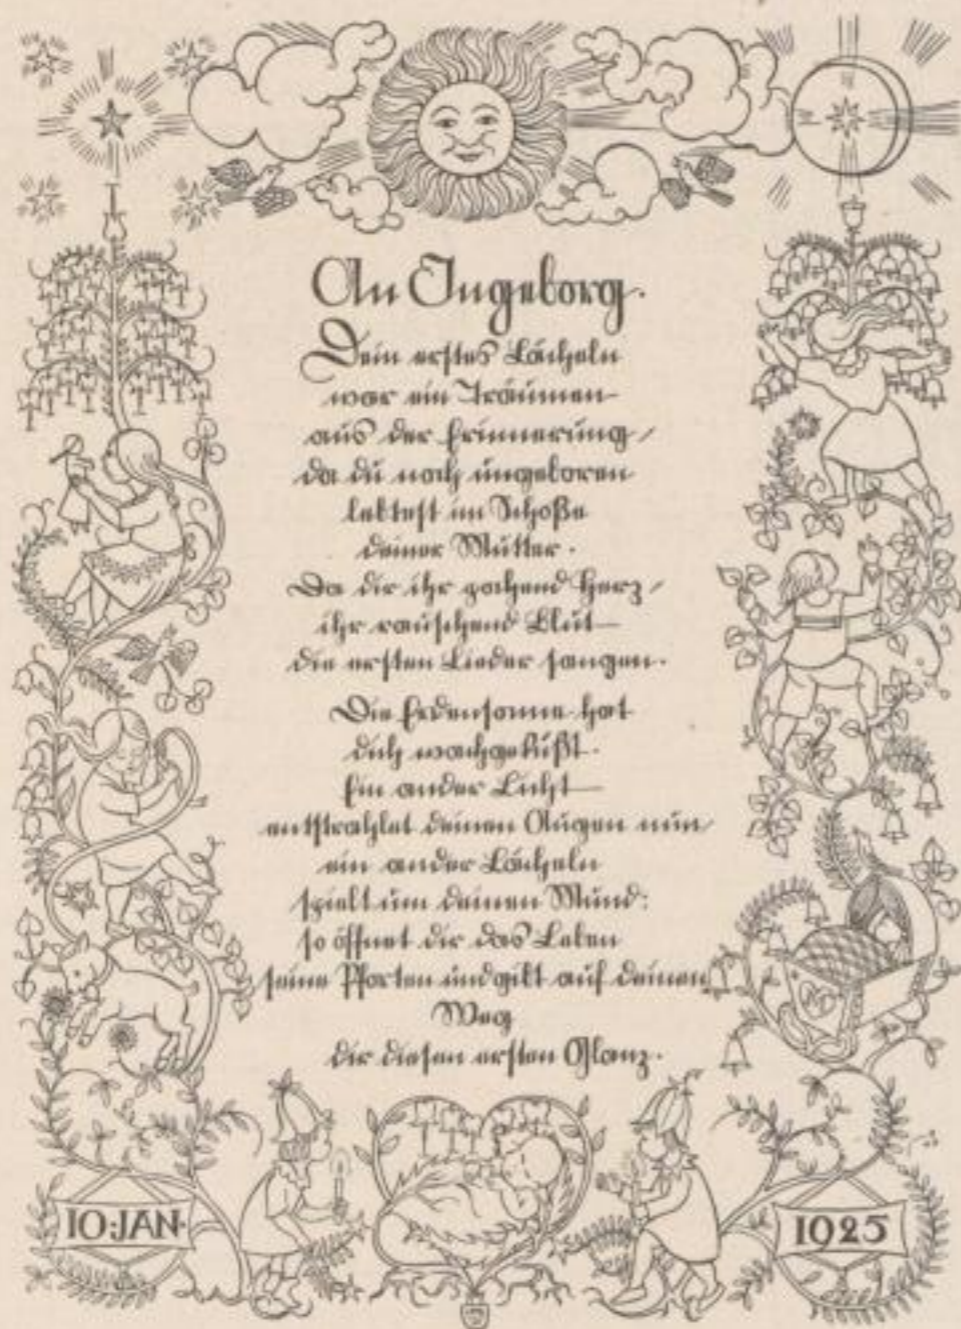 An Ingeborg.
Dein erstes Lächeln
war ein Träumen
aus der Erinnerung,
da du noch ungeboren
lebtest im Schoße
deiner Mutter.
Da dir ihr pochend Herz,
ihr rauschend Blut
die ersten Lieder sangen.
Die Erdensonne hat
dich wachgeküßt.
Ein ander Licht
entstrahlet deinen Augen nun,
ein ander Lächeln
spielt um deinen Mund:
so öffnet dir das Leben
seine Pforten und gibt auf deinen
Weg
dir diesen ersten Glanz.
10:JAN·
1925